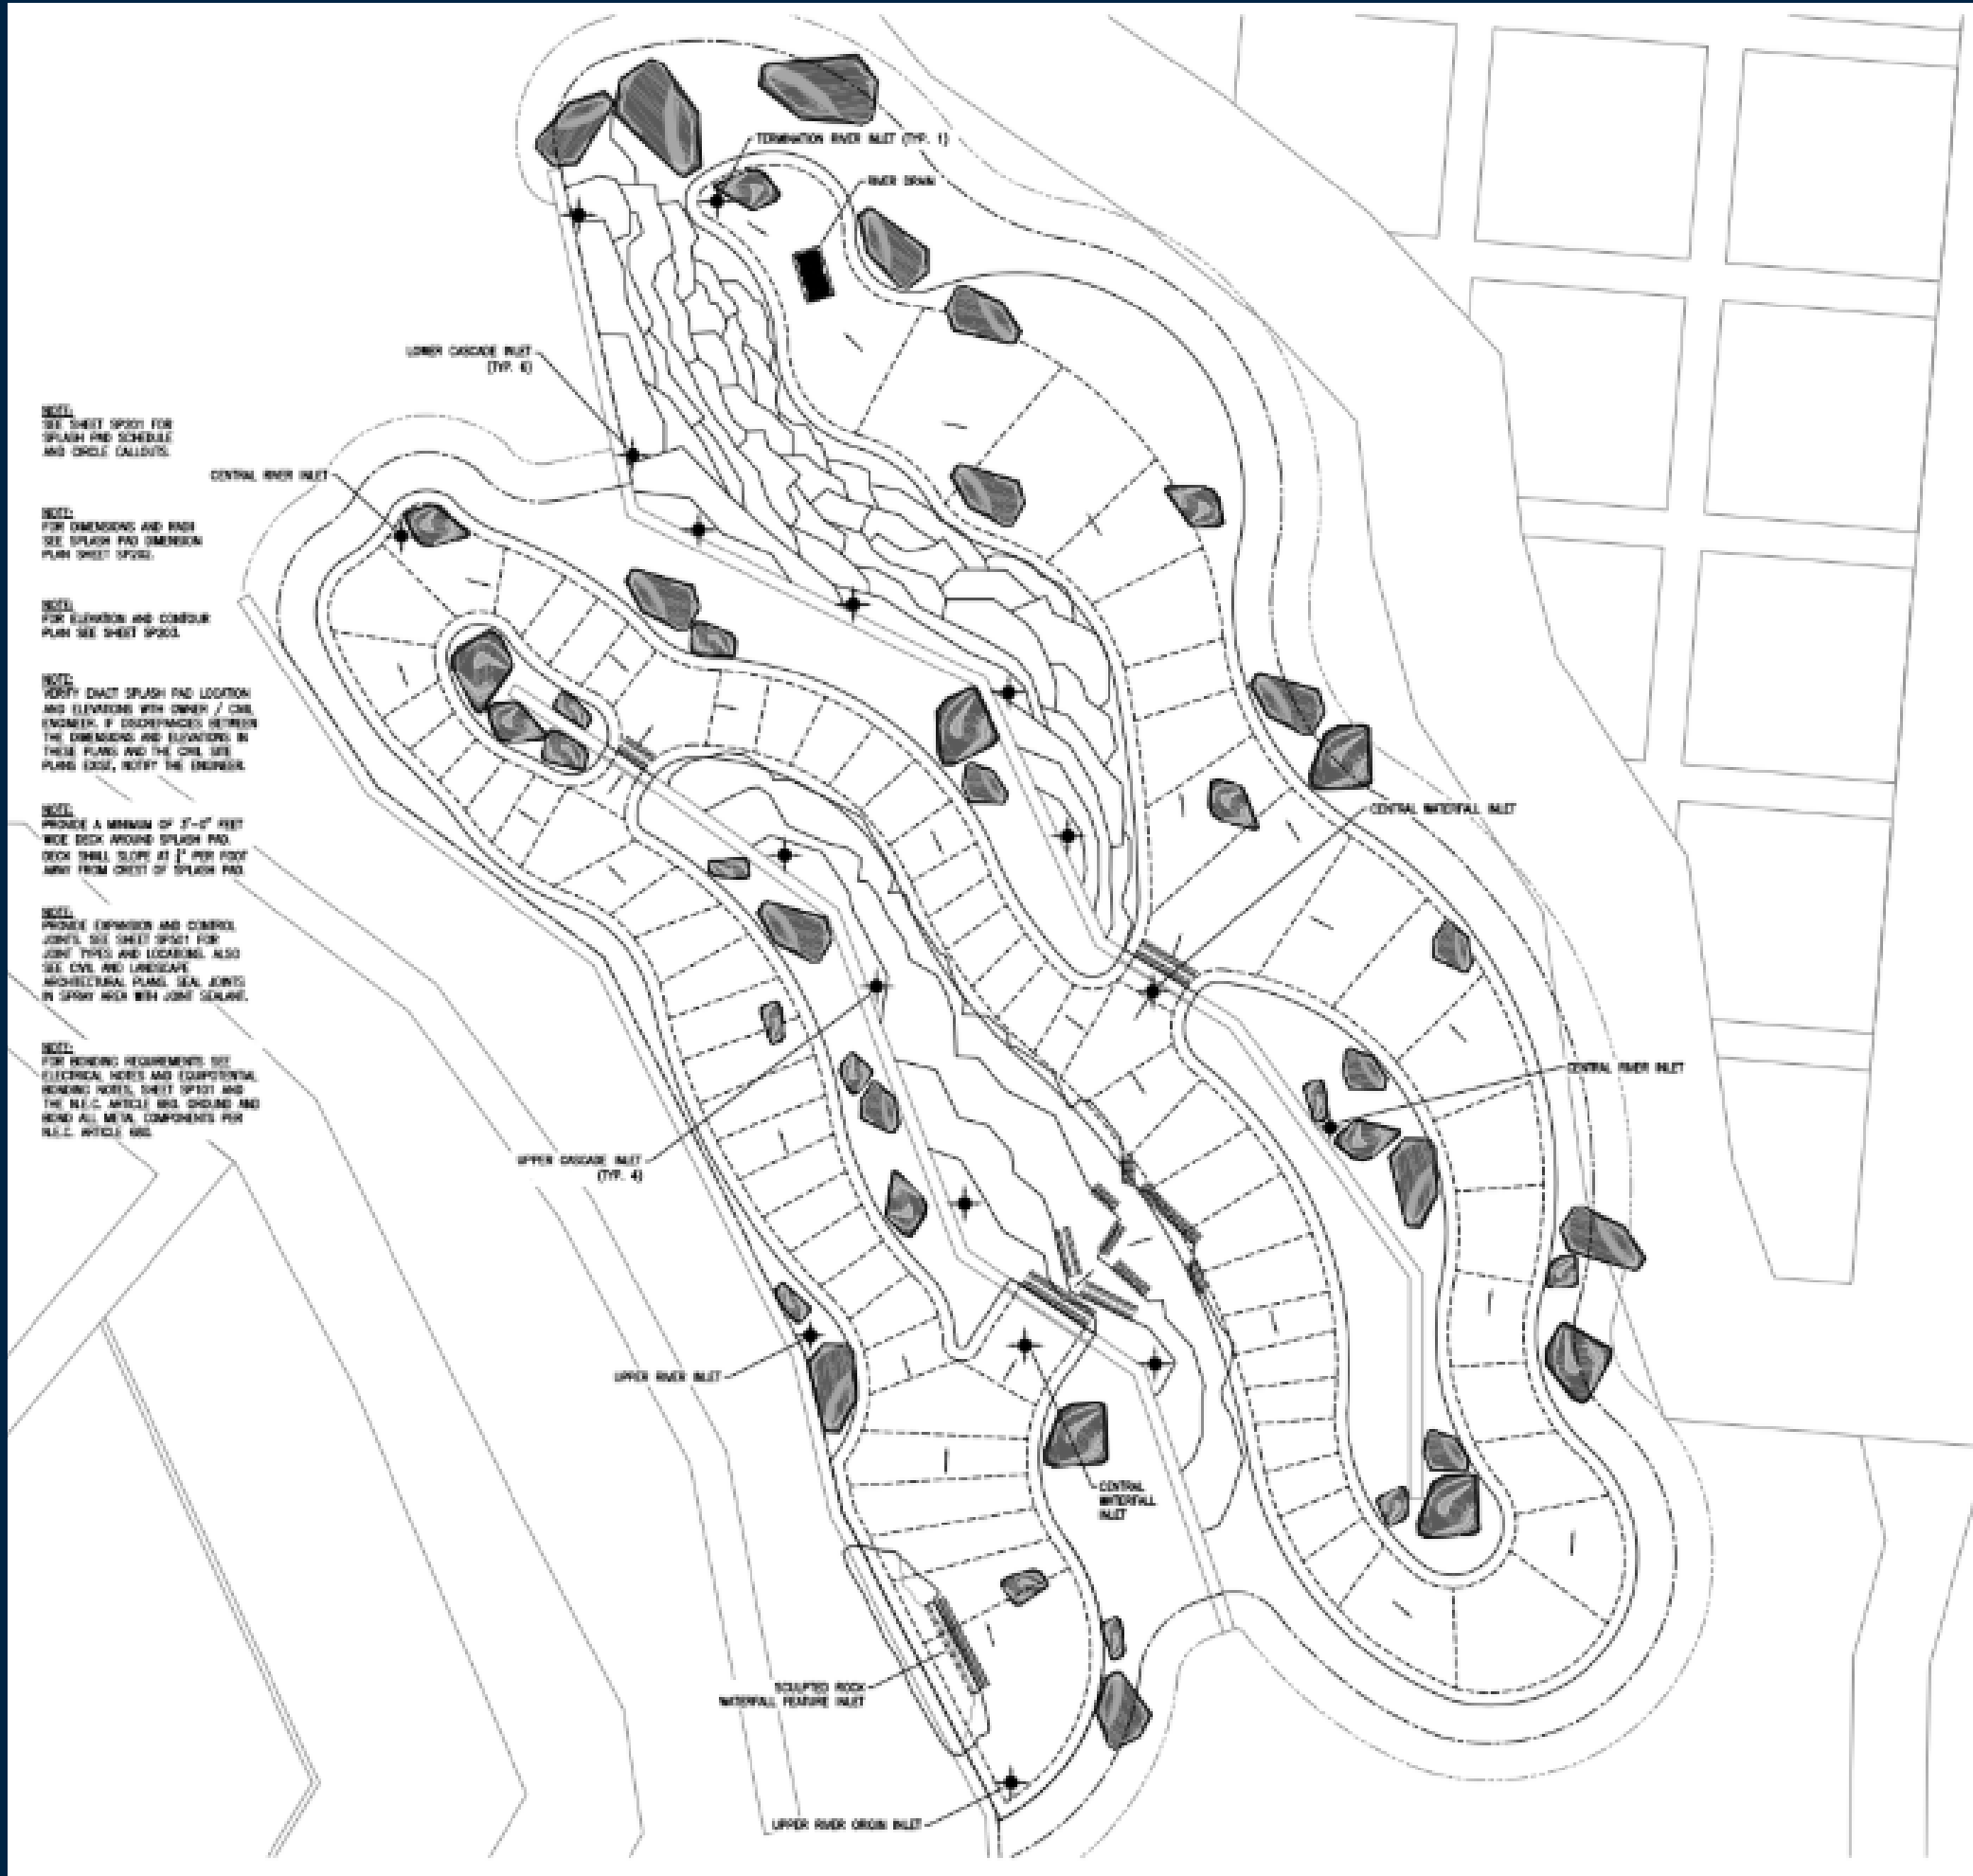 TERMINATION RIVER INLET (TYP. 1)
RIVER DRAIN
LOWER CASCADE INLET
(TYP. 6)
NOTE:
SEE SHEET SP201 FOR
SPLASH PAD SCHEDULE
AND CIRCLE CALLOUTS.
CENTRAL RIVER INLET
NOTE:
FOR DIMENSIONS AND RADII
SEE SPLASH PAD DIMENSION
PLAN SHEET SP202.
NOTE:
FOR ELEVATION AND CONTOUR
PLAN SEE SHEET SP203.
NOTE:
VERIFY EXACT SPLASH PAD LOCATION
AND ELEVATIONS WITH OWNER / CIVIL
ENGINEER. IF DISCREPANCIES BETWEEN
THE DIMENSIONS AND ELEVATIONS IN
THESE PLANS AND THE CIVIL SITE
PLANS EXIST, NOTIFY THE ENGINEER.
NOTE:
PROVIDE A MINIMUM OF FEET
WIDE DECK AROUND SPLASH PAD.
DECK SHALL SLOPE AT PER FOOT
AWAY FROM CREST OF SPLASH PAD.
CENTRAL WATERFALL INLET
NOTE:
PROVIDE EXPANSION AND CONTROL
JOINTS. SEE SHEET SP501 FOR
JOINT TYPES AND LOCATIONS. ALSO
SEE CIVIL AND LANDSCAPE
ARCHITECTURAL PLANS. SEAL JOINTS
IN SPRAY AREA WITH JOINT SEALANT.
NOTE:
FOR BONDING REQUIREMENTS SEE
ELECTRICAL NOTES AND EQUIPOTENTIAL
BONDING NOTES, SHEET SP101 AND
THE N.E.C. ARTICLE 680. GROUND AND
BOND ALL METAL COMPONENTS PER
N.E.C. ARTICLE 680.
CENTRAL RIVER INLET
UPPER CASCADE INLET
(TYP. 4)
UPPER RIVER INLET
CENTRAL
WATERFALL
INLET
SCULPTED ROCK
WATERFALL FEATURE INLET
UPPER RIVER ORIGIN INLET